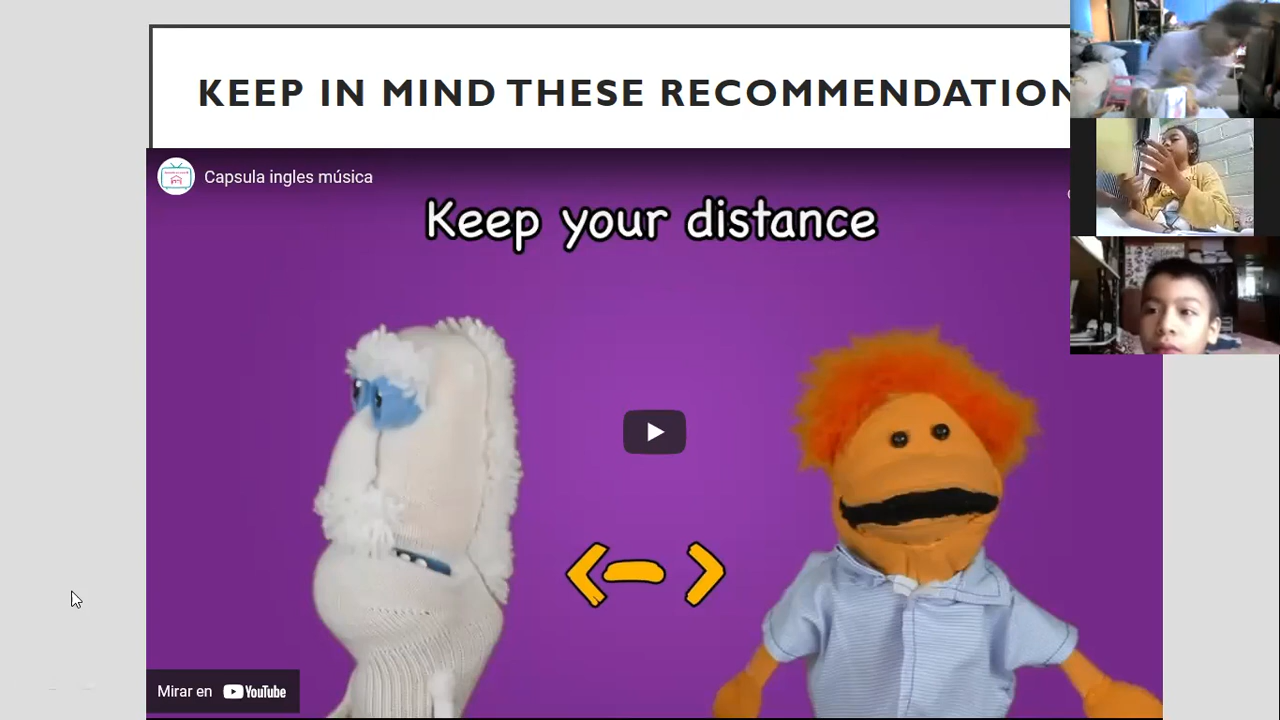 KEEP IN MIND THESE RECOMMENDATION
Capsula ingles música
Keep your distance
Mirar en YouTube